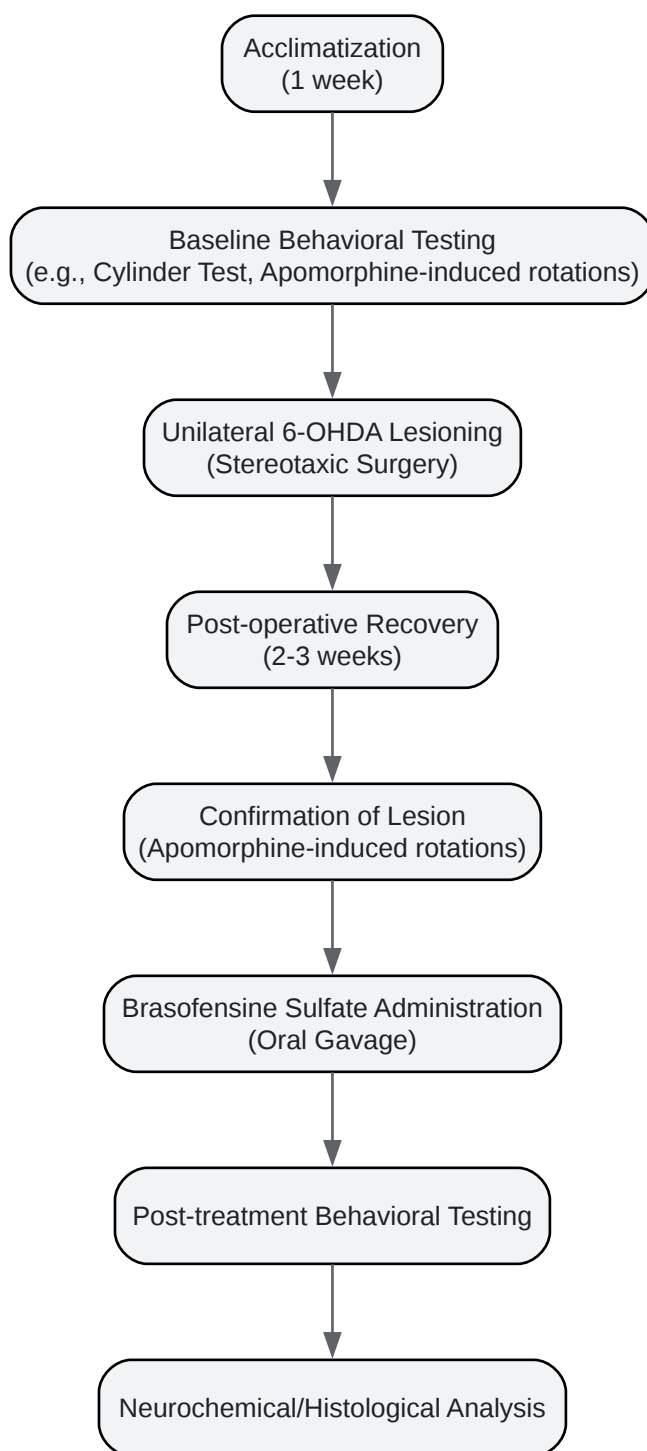 Acclimatization
(1 week)
Baseline Behavioral Testing
(e.g., Cylinder Test, Apomorphine-induced rotations)
Unilateral 6-OHDA Lesioning
(Stereotaxic Surgery)
Post-operative Recovery
(2-3 weeks)
Confirmation of Lesion
(Apomorphine-induced rotations)
Brasofensine Sulfate Administration
(Oral Gavage)
Post-treatment Behavioral Testing
Neurochemical/Histological Analysis